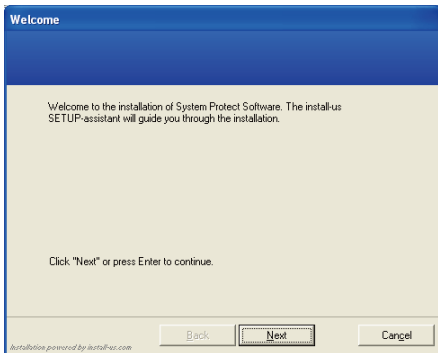 Welcome
Welcome to the installation of System Protect Software. The install-us
SETUP-assistant will guide you through the installation.
Click "Next" or press Enter to continue.
Back
Next
Cancel
Installation powered by install-us.com